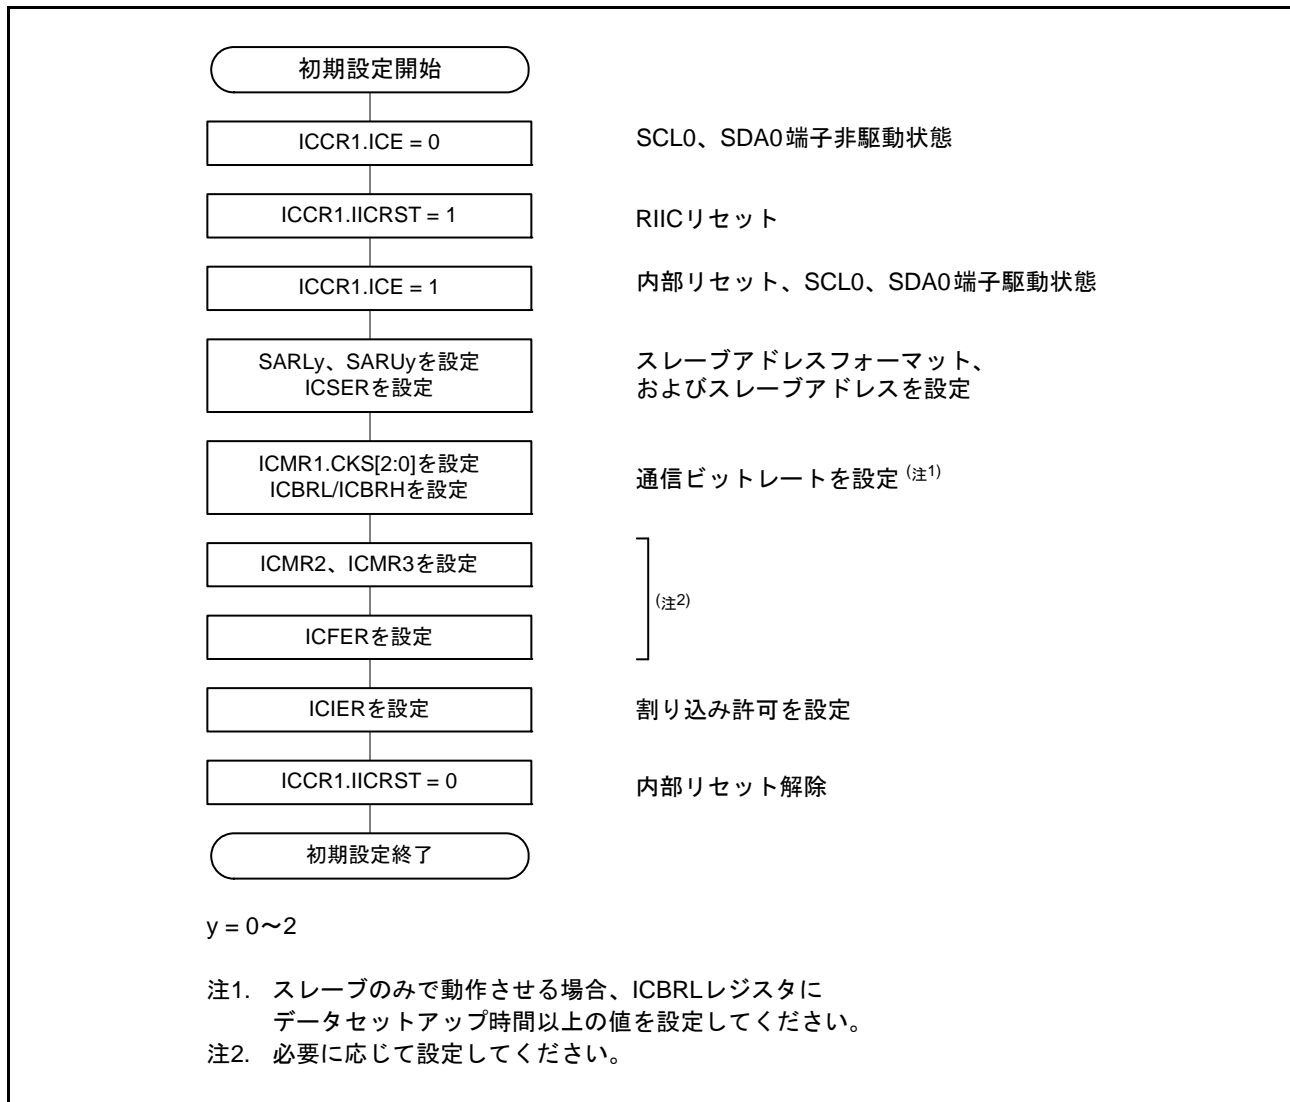 初期設定開始
ICCR1.ICE = 0
SCL0、SDA0端子非駆動状態
ICCR1.IICRST = 1
RIICリセット
ICCR1.ICE = 1
内部リセット、SCL0、SDA0端子駆動状態
SARLy、SARUyを設定
ICSERを設定
スレーブアドレスフォーマット、
およびスレーブアドレスを設定
ICMR1.CKS[2:0]を設定
ICBRL/ICBRHを設定
通信ビットレートを設定 (注1)
ICMR2、ICMR3を設定
(注2)
ICFERを設定
ICIERを設定
割り込み許可を設定
ICCR1.IICRST = 0
内部リセット解除
初期設定終了
y = 0〜2
注1. スレーブのみで動作させる場合、ICBRLレジスタに
データセットアップ時間以上の値を設定してください。
注2. 必要に応じて設定してください。